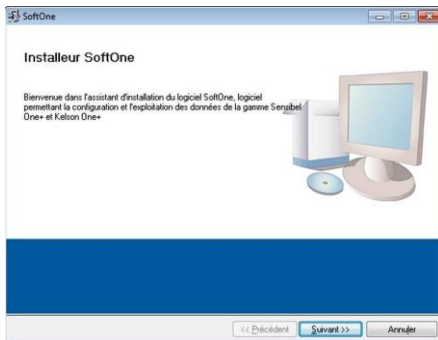 SoftOne
Installeur SoftOne
Bienvenue dans l'assistant d'installation du logiciel SoftOne, logiciel
permettant la configuration et l'exploitation des données de la gamme Sensibel
One+ et Kelson One+
<< Précédent
Suivant >>
Annuler